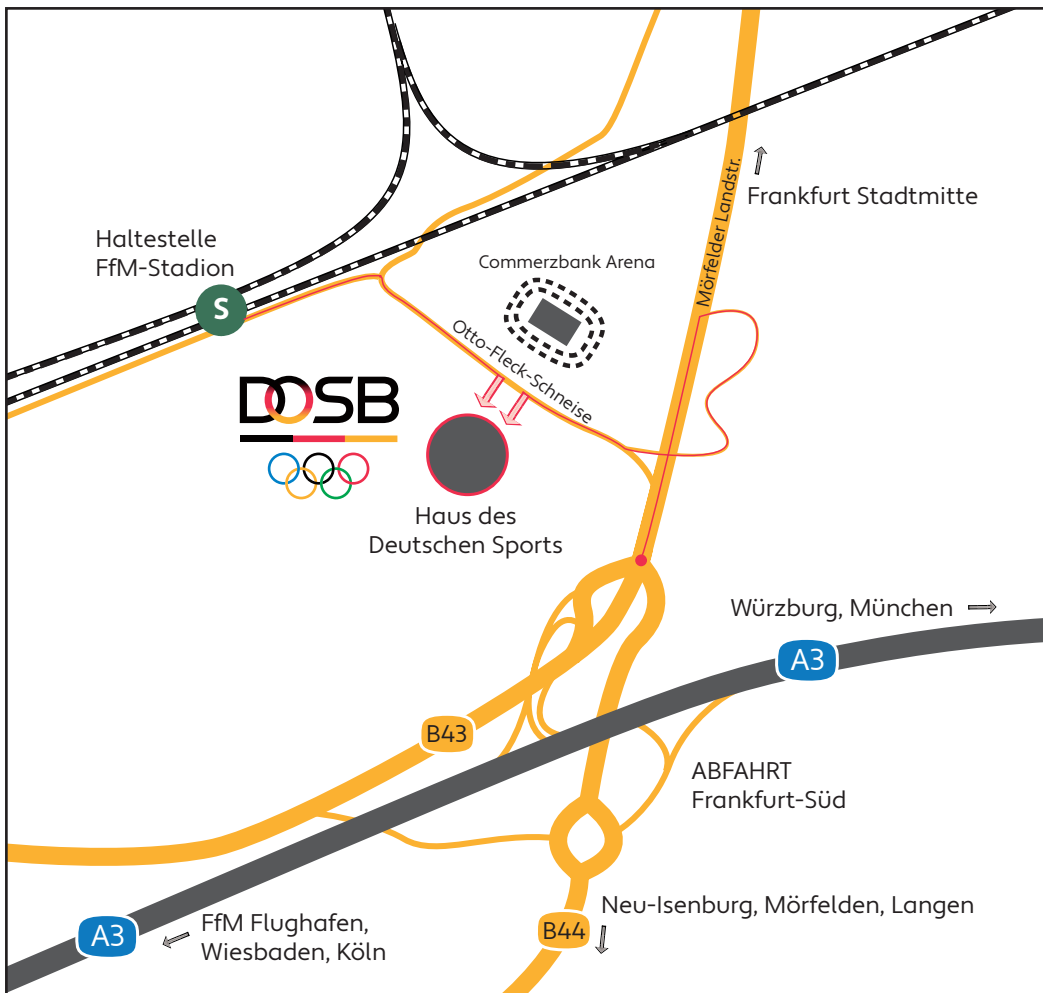 Mörfelder Landstr.
Frankfurt Stadtmitte
Haltestelle
FfM-Stadion
S
Commerzbank Arena
Otto-Fleck-Schneise
DOSB
Haus des
Deutschen Sports
Würzburg, München
A3
B43
ABFAHRT
Frankfurt-Süd
A3
FfM Flughafen,
Wiesbaden, Köln
B44
Neu-Isenburg, Mörfelden, Langen